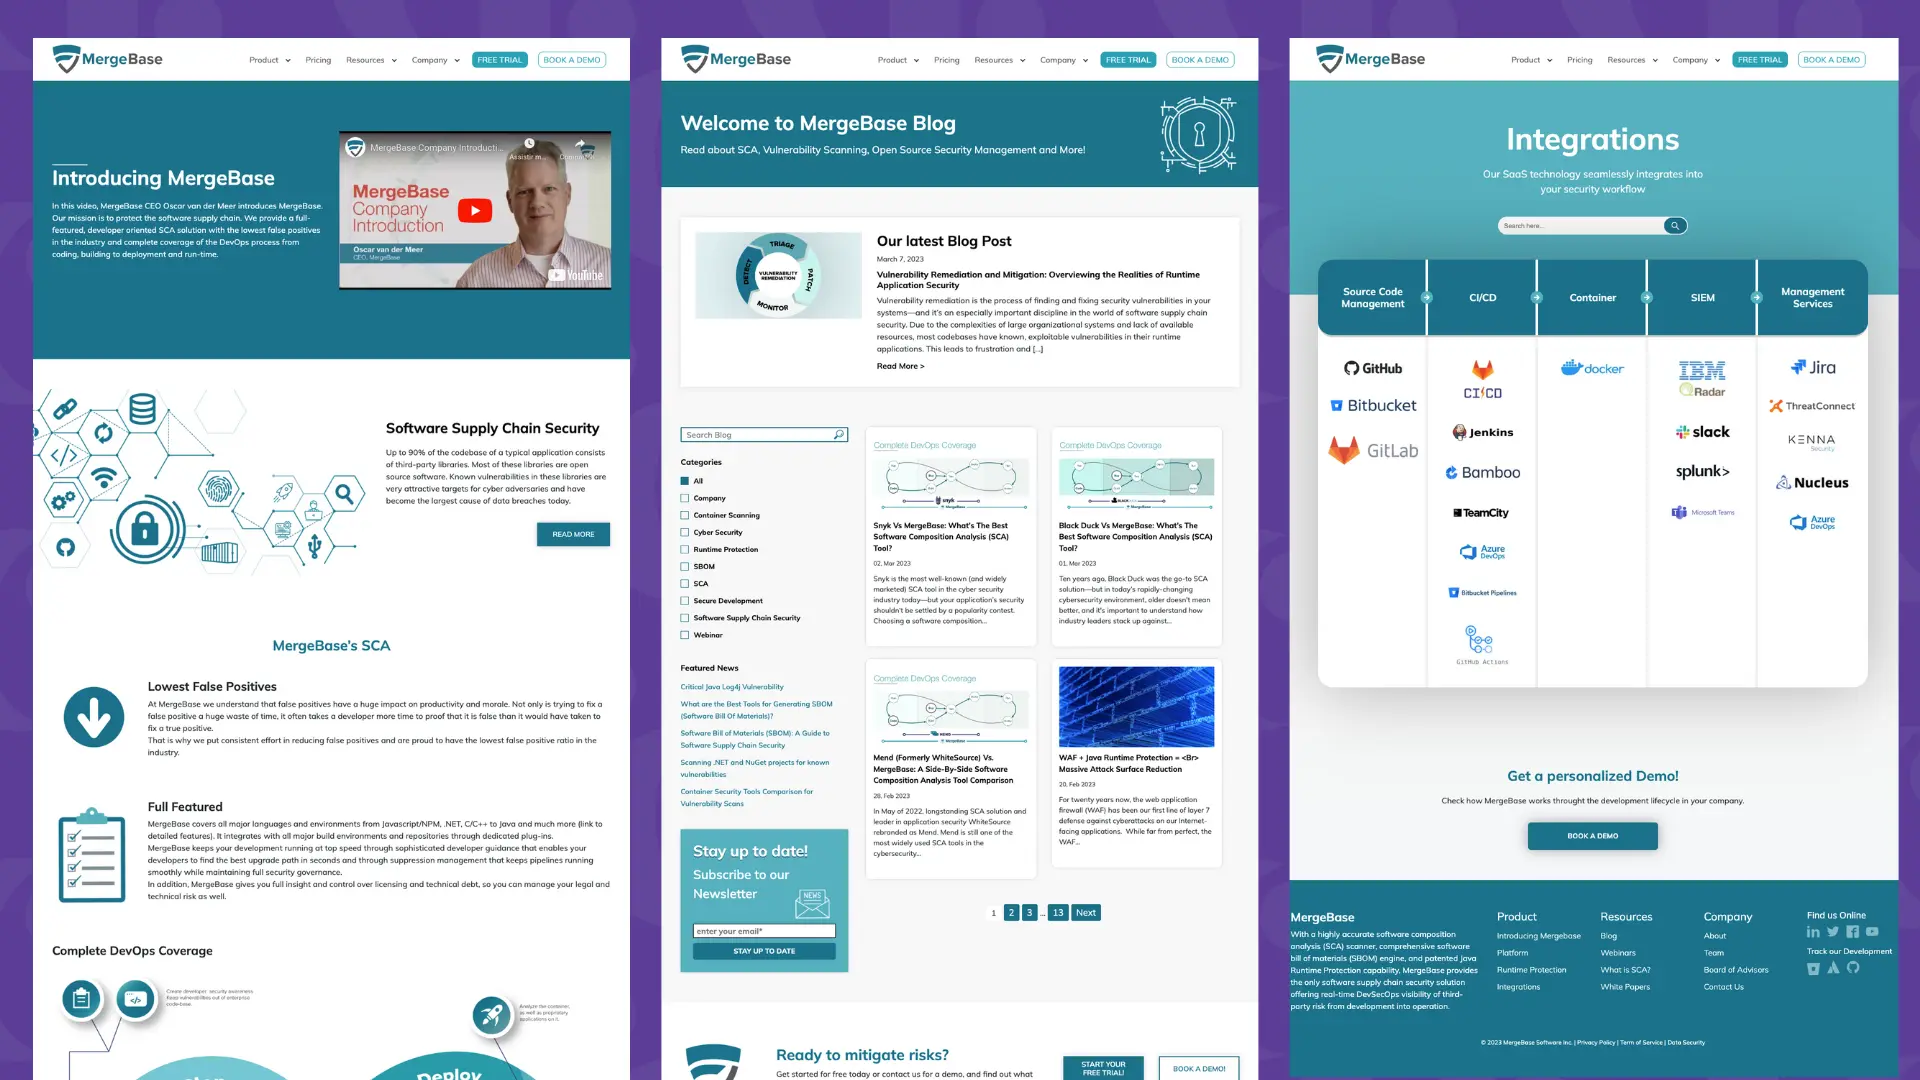 MergeBase
Product
Pricing
Resources
Company
FREE TRIAL
BOOK A DEMO
Introducing MergeBase
In this video, MergeBase CEO Oscar van der Meer introduces MergeBase.
Our mission is to protect the software supply chain. We provide a full-
featured, developer oriented SCA solution with the lowest false positives
in the industry and complete coverage of the DevOps process from
coding, building to deployment and run-time.
MergeBase Company Introducti...
Assistir m...
MergeBase
Company
Introduction
Oscar van der Meer
CEO, MergeBase
YouTube
Software Supply Chain Security
Up to 90% of the codebase of a typical application consists
of third-party libraries. Most of these libraries are open
source software. Known vulnerabilities in these libraries are
very attractive targets for cyber adversaries and have
become the largest cause of data breaches today.
READ MORE
MergeBase's SCA
Lowest False Positives
At MergeBase we understand that false positives have a huge impact on productivity and morale. Not only is trying to fix a
false positive a huge waste of time, it often takes a developer more time to proof that it is false than it would have taken to
fix a true positive.
That is why we put consistent effort in reducing false positives and are proud to have the lowest false positive ratio in the
industry.
Full Featured
MergeBase covers all major languages and environments from Javascript/NPM, .NET, C/C++ to Java and much more (link to
detailed features). It integrates with all major build environments and repositories through dedicated plug-ins.
MergeBase keeps your development running at top speed through sophisticated developer guidance that enables your
developers to find the best upgrade path in seconds and through suppression management that keeps pipelines running
smoothly while maintaining full security governance.
In addition, MergeBase gives you full insight and control over licensing and technical debt, so you can manage your legal and
technical risk as well.
Complete DevOps Coverage
Create developer security awareness
Keep vulnerabilities out of enterprise
code-base.
Analyze the container,
as well as proprietary
applications on it.
Deploy
MergeBase
Product
Pricing
Resources
Company
FREE TRIAL
BOOK A DEMO
Welcome to MergeBase Blog
Read about SCA, Vulnerability Scanning, Open Source Security Management and More!
TRIAGE
PATCH
MONITOR
DETECT
VULNERABILITY
REMEDIATION
Our latest Blog Post
March 7, 2023
Vulnerability Remediation and Mitigation: Overviewing the Realities of Runtime
Application Security
Vulnerability remediation is the process of finding and fixing security vulnerabilities in your
systems—and it's an especially important discipline in the world of software supply chain
security. Due to the complexities of large organizational systems and lack of available
resources, most codebases have known, exploitable vulnerabilities in their runtime
applications. This leads to frustration and [...]
Read More >
Search Blog
Categories
All
Company
Container Scanning
Cyber Security
Runtime Protection
SBOM
SCA
Secure Development
Software Supply Chain Security
Webinar
Featured News
Critical Java Log4j Vulnerability
What are the Best Tools for Generating SBOM
(Software Bill Of Materials)?
Software Bill of Materials (SBOM): A Guide to
Software Supply Chain Security
Scanning .NET and NuGet projects for known
vulnerabilities
Container Security Tools Comparison for
Vulnerability Scans
Stay up to date!
Subscribe to our
Newsletter
NEWS
enter your email*
STAY UP TO DATE
Complete DevOps Coverage
snyk
MergeBase
Snyk Vs MergeBase: What's The Best
Software Composition Analysis (SCA)
Tool?
02, Mar 2023
Snyk is the most well-known (and widely
marketed) SCA tool in the cyber security
industry today—but your application's security
shouldn't be settled by a popularity contest.
Choosing a software composition...
Complete DevOps Coverage
MergeBase
Black Duck Vs MergeBase: What's The
Best Software Composition Analysis (SCA)
Tool?
01, Mar 2023
Ten years ago, Black Duck was the go-to SCA
solution—but in today's rapidly-changing
cybersecurity environment, older doesn't mean
better, and it's important to understand how
industry leaders stack up against...
Complete DevOps Coverage
MergeBase
Mend (Formerly WhiteSource) Vs.
MergeBase: A Side-By-Side Software
Composition Analysis Tool Comparison
28, Feb 2023
In May of 2022, longstanding SCA solution and
leader in application security WhiteSource
rebranded as Mend. Mend is still one of the
most widely used SCA tools in the
cybersecurity...
WAF + Java Runtime Protection = <Br>
Massive Attack Surface Reduction
20, Feb 2023
For twenty years now, the web application
firewall (WAF) has been our first line of layer 7
defense against cyberattacks on our internet-
facing applications. While far from perfect, the
WAF...
1 2 3 ... 13 Next
Ready to mitigate risks?
Get started for free today or contact us for a demo, and find out what
START YOUR
FREE TRIAL!
BOOK A DEMO!
MergeBase
Product
Pricing
Resources
Company
FREE TRIAL
BOOK A DEMO
Integrations
Our SaaS technology seamlessly integrates into
your security workflow
Search here...
Source Code
Management
CI/CD
Container
SIEM
Management
Services
GitHub
Bitbucket
GitLab
CI/CD
Jenkins
Bamboo
TeamCity
Azure
DevOps
Bitbucket Pipelines
GitHub Actions
docker
IBM
QRadar
slack
splunk>
Microsoft Teams
Jira
ThreatConnect
KENNA
Security
Nucleus
Azure
DevOps
Get a personalized Demo!
Check how MergeBase works throught the development lifecycle in your company.
BOOK A DEMO
MergeBase
With a highly accurate software composition
analysis (SCA) scanner, comprehensive software
bill of materials (SBOM) engine, and patented Java
Runtime Protection capability, MergeBase provides
the only software supply chain security solution
offering real-time DevSecOps visibility of third-
party risk from development into operation.
Product
Introducing Mergebase
Platform
Runtime Protection
Integrations
Resources
Blog
Webinars
What is SCA?
White Papers
Company
About
Team
Board of Advisors
Contact Us
Find us Online
Track our Development
© 2023 MergeBase Software Inc. | Privacy Policy | Term of Service | Data Security